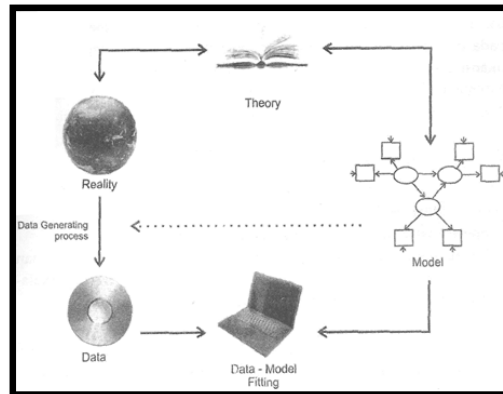 Theory
Reality
Data Generating
process
Model
Data
Data - Model
Fitting